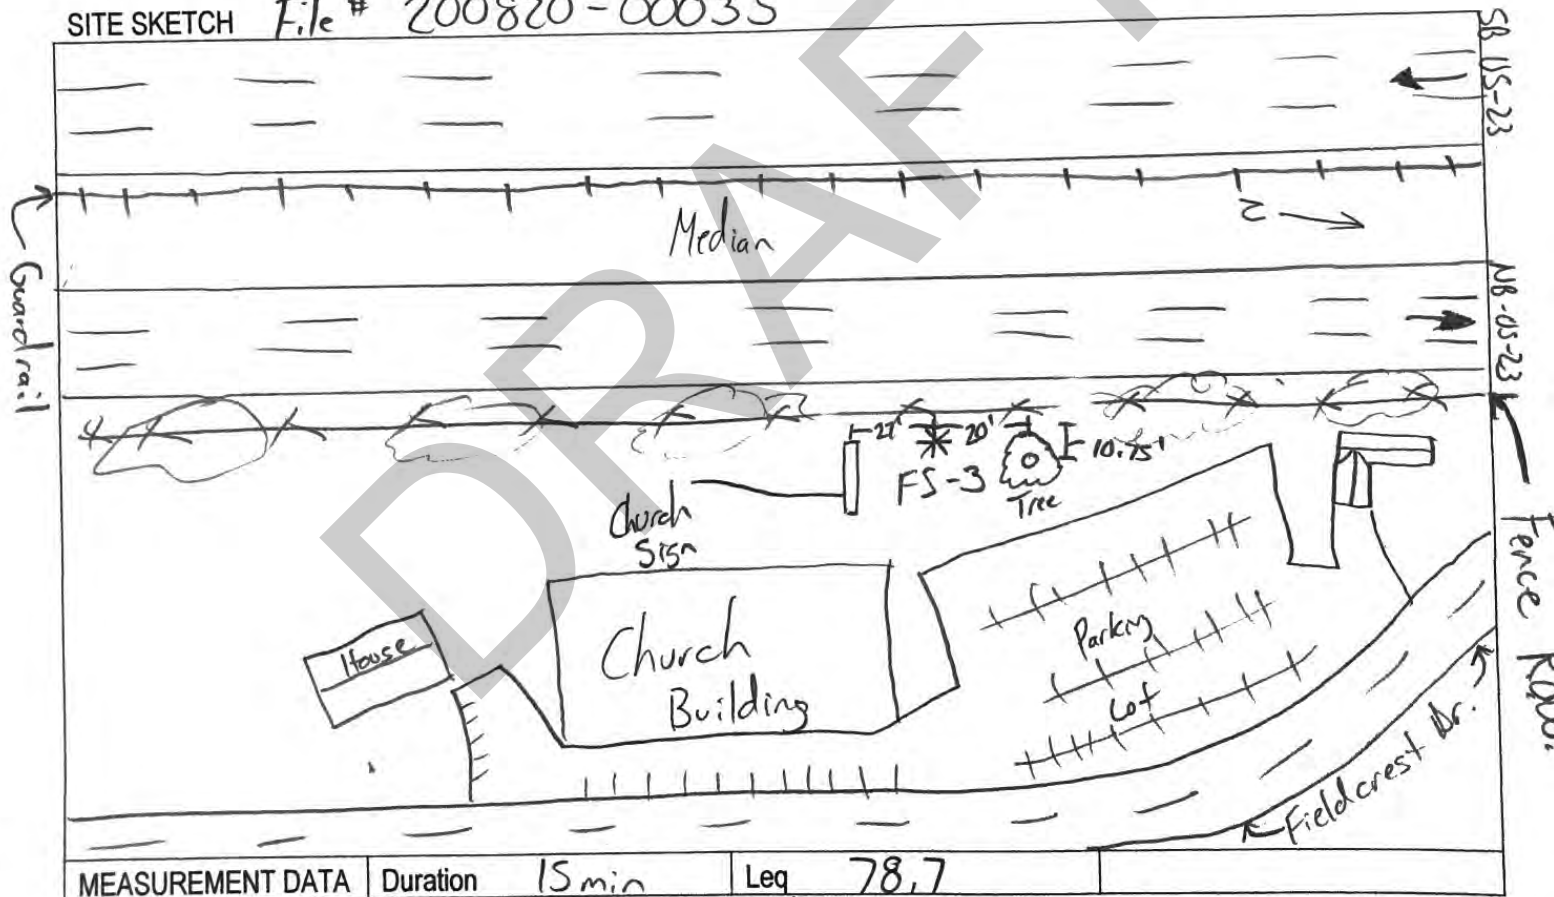 SITE SKETCH File # 200820-00035
SB US-23
N
Median
Guardrail
NB-US-23
21' 20' 10.75'
FS-3
Tree
Church
Sign
Fence ROW.
House
Church
Building
Parking
Lot
Fieldcrest Dr.
DRAFT
MEASUREMENT DATA Duration 15 min Leq 78.7